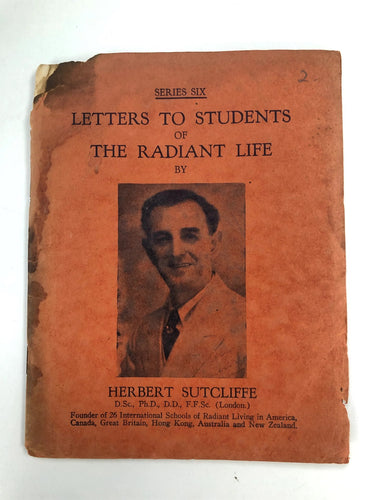 2
SERIES SIX
LETTERS TO STUDENTS
OF
THE RADIANT LIFE
BY
HERBERT SUTCLIFFE
D.Sc., Ph.D., D.D., F.F.Sc. (London.)
Founder of 26 International Schools of Radiant Living in America,
Canada, Great Britain, Hong Kong, Australia and New Zealand.